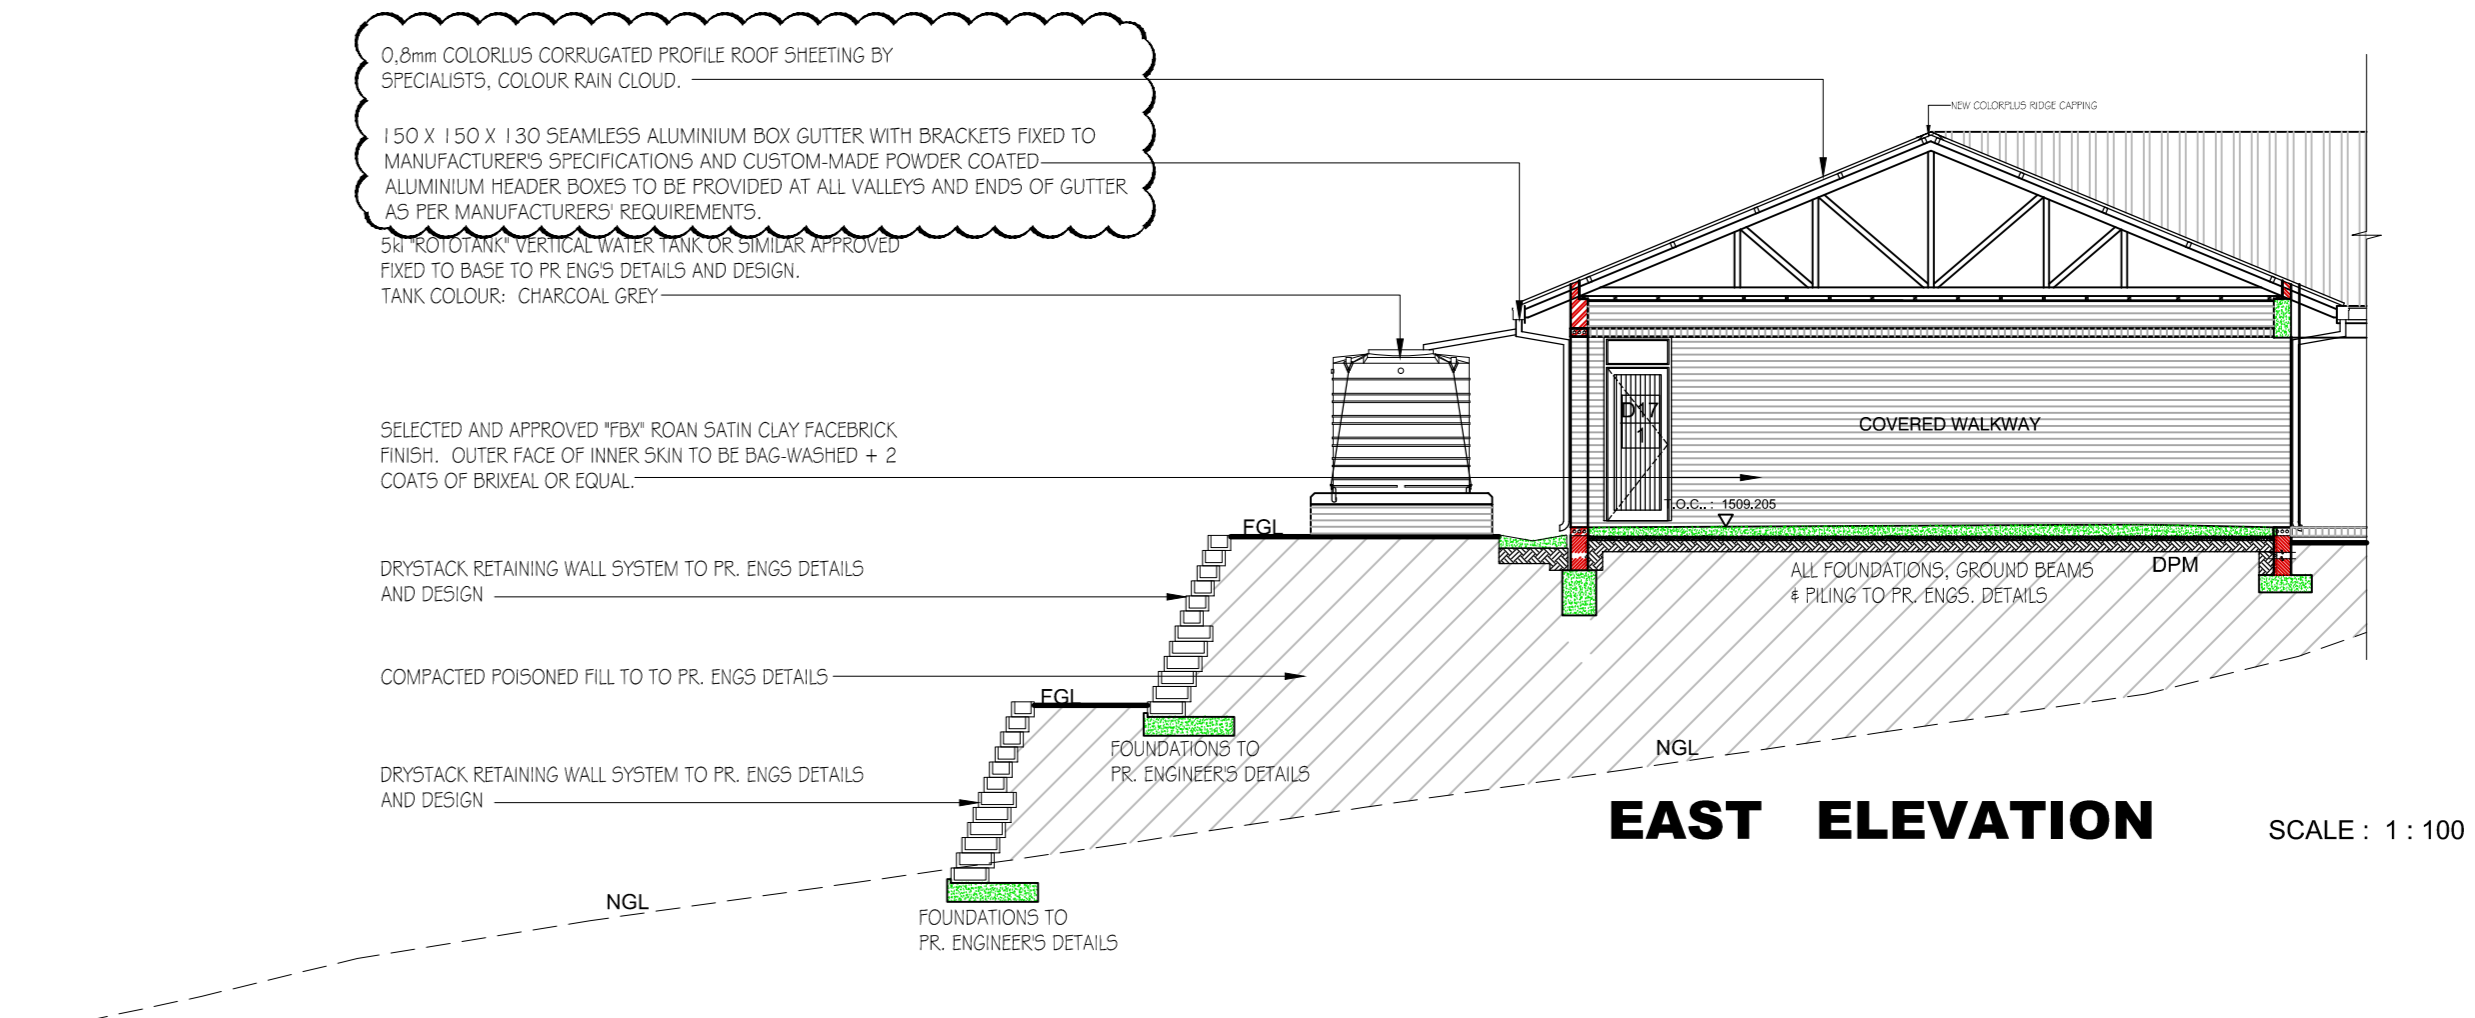 0,8mm COLORLUS CORRUGATED PROFILE ROOF SHEETING BY
SPECIALISTS, COLOUR RAIN CLOUD.
NEW COLORPLUS RIDGE CAPPING
150 X 150 X 130 SEAMLESS ALUMINIUM BOX GUTTER WITH BRACKETS FIXED TO
MANUFACTURER'S SPECIFICATIONS AND CUSTOM-MADE POWDER COATED
ALUMINIUM HEADER BOXES TO BE PROVIDED AT ALL VALLEYS AND ENDS OF GUTTER
AS PER MANUFACTURERS' REQUIREMENTS.
5kl "ROTOTANK" VERTICAL WATER TANK OR SIMILAR APPROVED
FIXED TO BASE TO PR ENG'S DETAILS AND DESIGN.
TANK COLOUR: CHARCOAL GREY
D17
1
COVERED WALKWAY
SELECTED AND APPROVED "FBX" ROAN SATIN CLAY FACEBRICK
FINISH. OUTER FACE OF INNER SKIN TO BE BAG-WASHED + 2
COATS OF BRIXEAL OR EQUAL.
T.O.C.. : 1509.205
FGL
DRYSTACK RETAINING WALL SYSTEM TO PR. ENGS DETAILS
AND DESIGN
ALL FOUNDATIONS, GROUND BEAMS
& PILING TO PR. ENGS. DETAILS
DPM
COMPACTED POISONED FILL TO TO PR. ENGS DETAILS
FGL
FOUNDATIONS TO
PR. ENGINEER'S DETAILS
NGL
DRYSTACK RETAINING WALL SYSTEM TO PR. ENGS DETAILS
AND DESIGN
EAST ELEVATION
SCALE : 1 : 100
NGL
FOUNDATIONS TO
PR. ENGINEER'S DETAILS